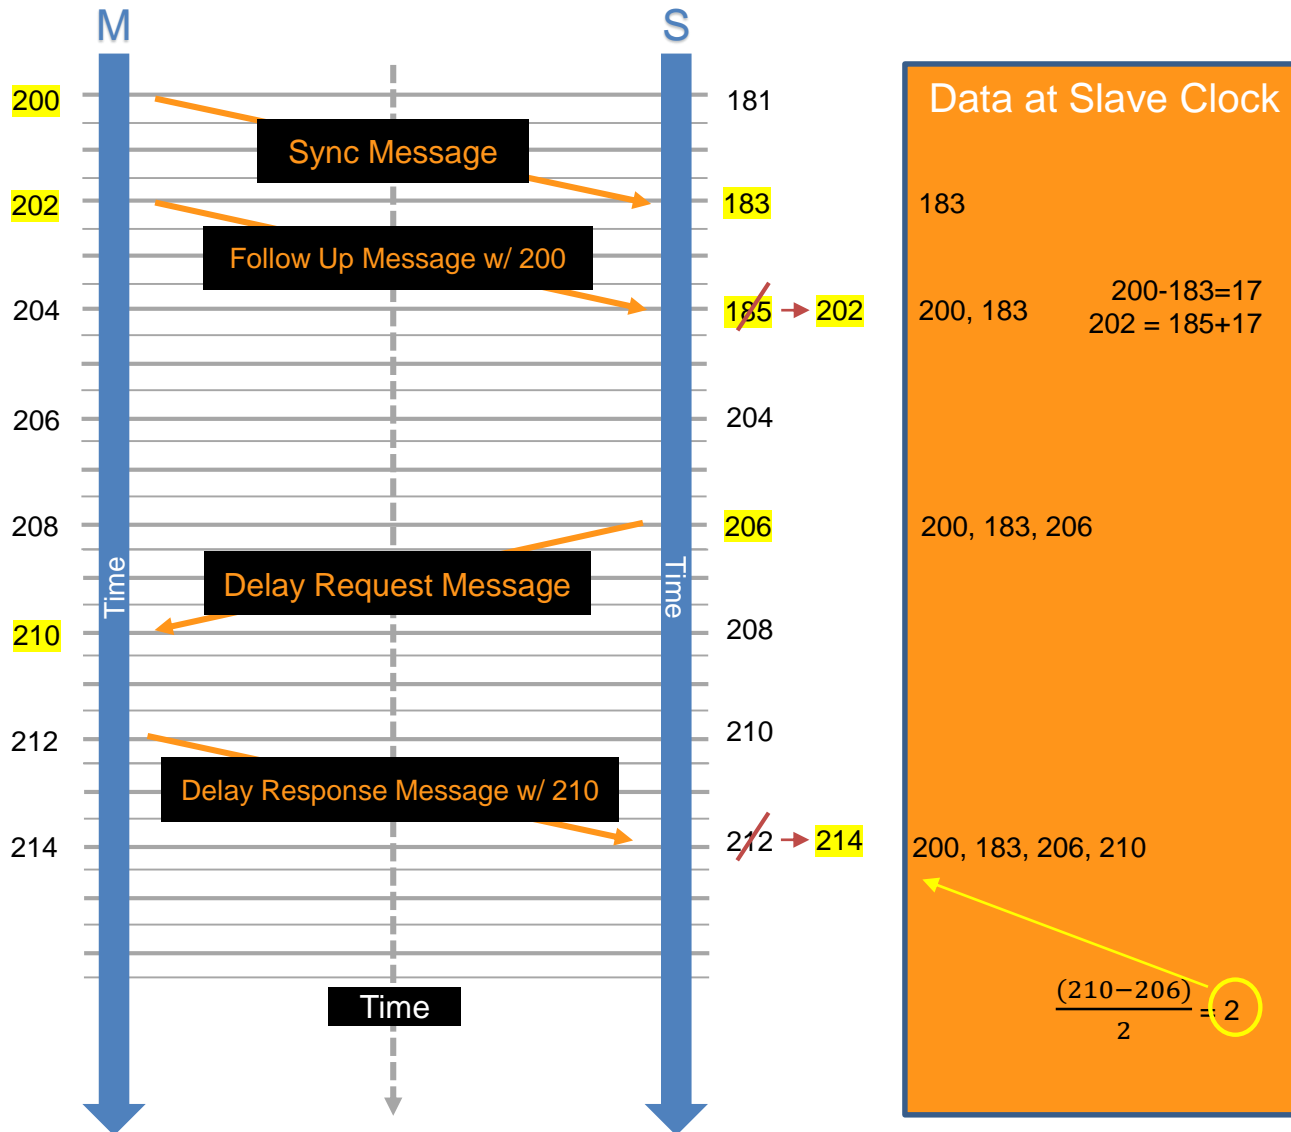 M
S
Data at Slave Clock
200
181
Sync Message
202
183
183
Follow Up Message w/ 200
204
185
202
200, 183
200-183=17
202 = 185+17
206
204
208
206
200, 183, 206
Time
Time
Delay Request Message
210
208
212
210
Delay Response Message w/ 210
214
212
214
200, 183, 206, 210
Time
(210−206)
2
= 2